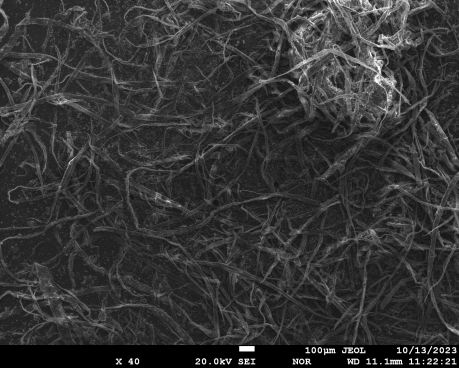 100µm JEOL 10/13/2023
X 40 20.0kV SEI NOR WD 11.1mm 11:22:21